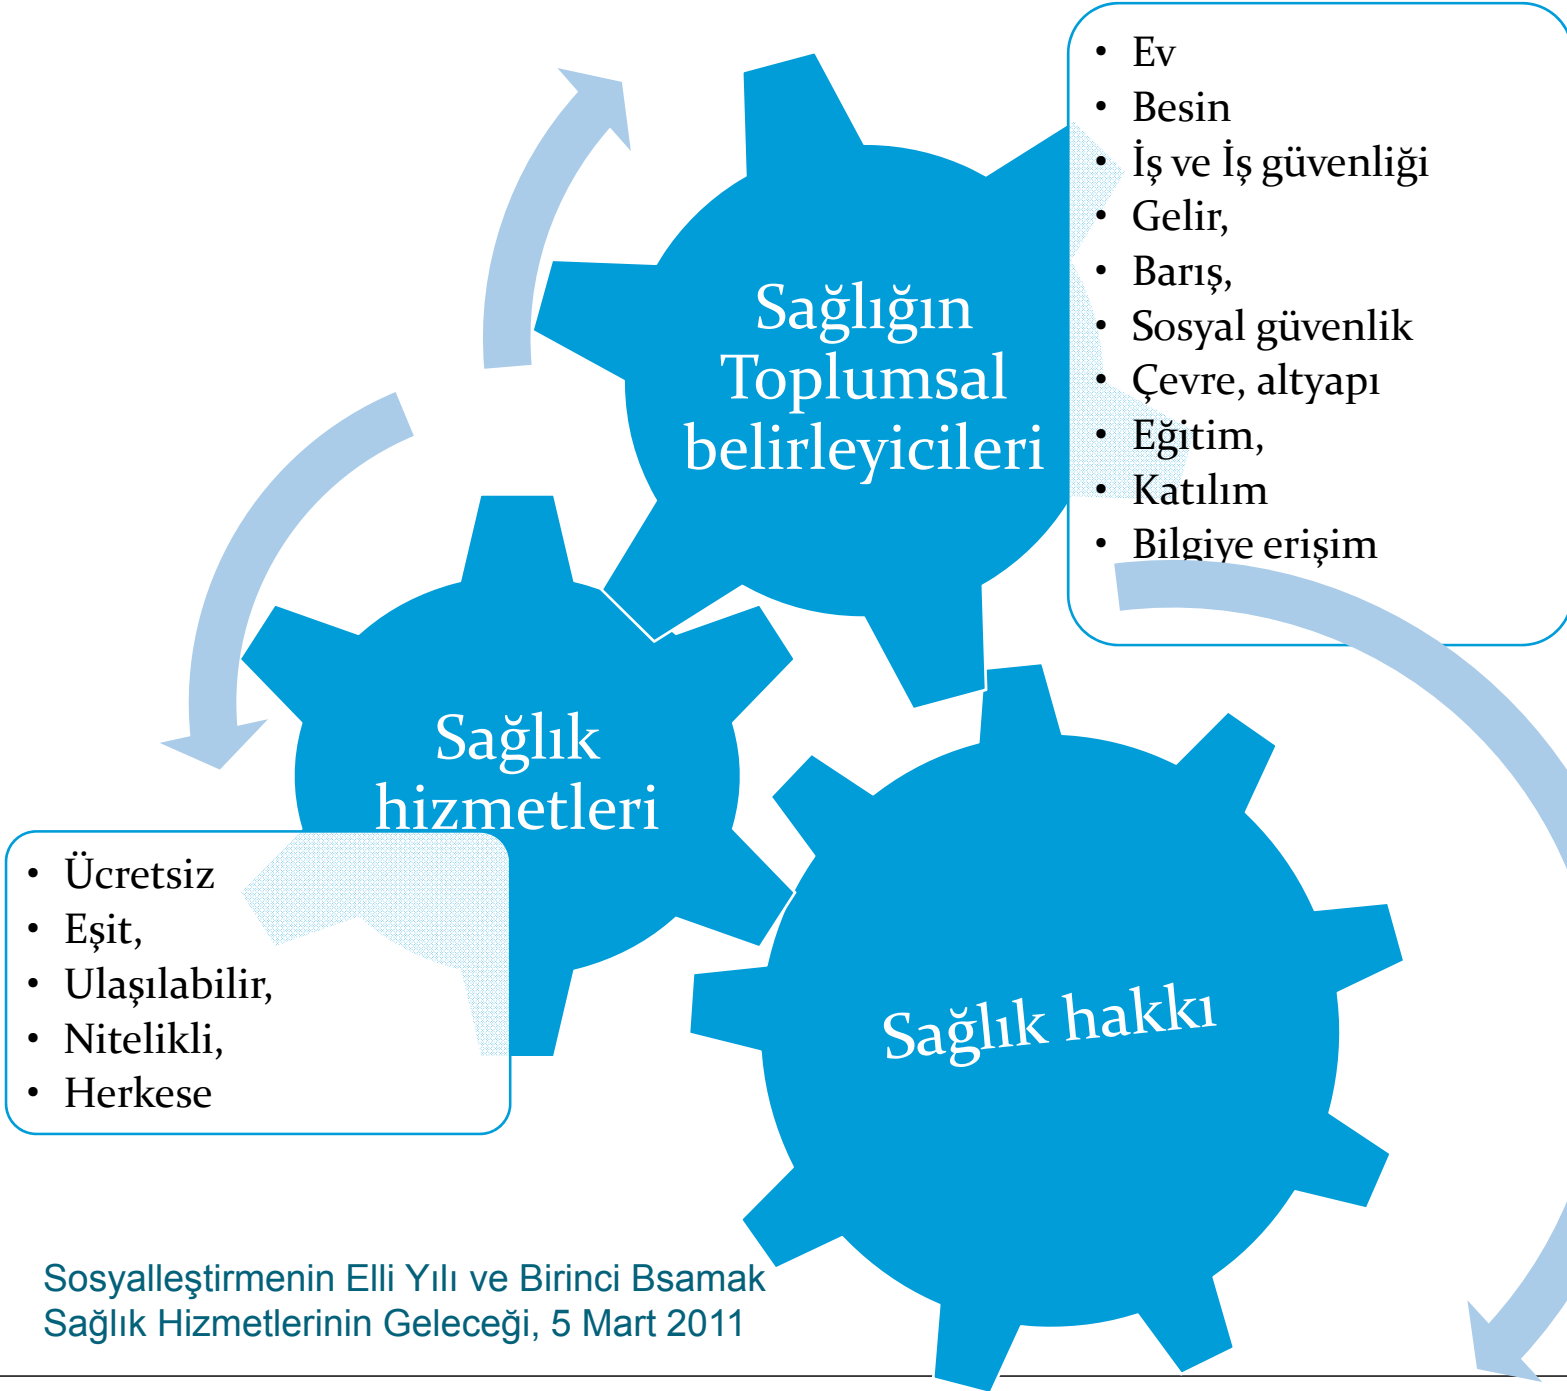 • Ev
• Besin
• İş ve İş güvenliği
• Gelir,
• Barış,
• Sosyal güvenlik
• Çevre, altyapı
• Eğitim,
• Katılım
• Bilgiye erişim
Sağlığın
Toplumsal
belirleyicileri
Sağlık
hizmetleri
• Ücretsiz
• Eşit,
• Ulaşılabilir,
• Nitelikli,
• Herkese
Sağlık hakkı
Sosyalleştirmenin Elli Yılı ve Birinci Bsamak
Sağlık Hizmetlerinin Geleceği, 5 Mart 2011